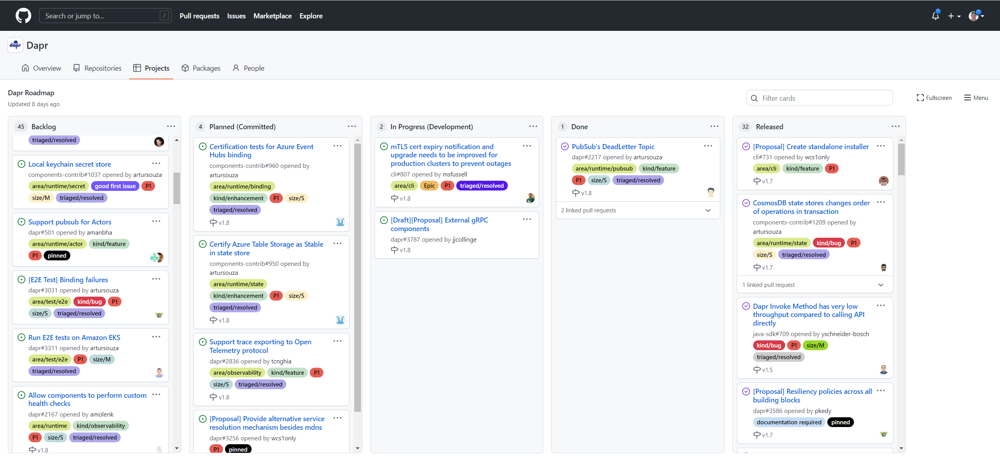 Search or jump to...
/
Pull requests
Issues
Marketplace
Explore
dapr
Dapr
Overview
Repositories
Projects
Packages
People
Dapr Roadmap
Updated 8 days ago
Filter cards
Fullscreen
Menu
45 Backlog
triaged/resolved
Local keychain secret store
components-contrib#1037 opened by artursouza
area/runtime/secret good first issue P1
size/M triaged/resolved
Support pubsub for Actors
dapr#501 opened by amanbha
area/runtime/actor kind/feature
P1 pinned
[E2E Test] Binding failures
dapr#3031 opened by artursouza
area/test/e2e kind/bug P1
size/S triaged/resolved
Run E2E tests on Amazon EKS
dapr#3311 opened by artursouza
area/test/e2e P1 size/M
triaged/resolved
Allow components to perform custom
health checks
dapr#2167 opened by amolenk
area/runtime kind/observability
P1 size/S triaged/resolved
v1.8
4 Planned (Committed)
Certification tests for Azure Event
Hubs binding
components-contrib#960 opened by
artursouza
area/runtime/binding
kind/enhancement P1 size/S
triaged/resolved
v1.8
Certify Azure Table Storage as Stable
in state store
components-contrib#950 opened by
artursouza
area/runtime/state
kind/enhancement P1 size/S
triaged/resolved
v1.8
Support trace exporting to Open
Telemetry protocol
dapr#2836 opened by tcnghia
area/observability kind/feature P1
size/S triaged/resolved
v1.8
[Proposal] Provide alternative service
resolution mechanism besides mdns
dapr#3256 opened by wcs1only
P1 pinned
2 In Progress (Development)
mTLS cert expiry notification and
upgrade needs to be improved for
production clusters to prevent outages
cli#807 opened by msfussell
area/cli Epic P1 triaged/resolved
v1.8
[Draft][Proposal] External gRPC
components
dapr#3787 opened by jjcollinge
v1.8
1 Done
PubSub's DeadLetter Topic
dapr#2217 opened by artursouza
area/runtime/pubsub kind/feature
P1 size/S triaged/resolved
v1.8
2 linked pull requests
32 Released
[Proposal] Create standalone installer
cli#731 opened by wcs1only
area/cli kind/feature P1
v1.7
CosmosDB state stores changes order
of operations in transaction
components-contrib#1209 opened by
artursouza
area/runtime/state kind/bug P1
size/S triaged/resolved
v1.7
1 linked pull request
Dapr Invoke Method has very low
throughput compared to calling API
directly
java-sdk#709 opened by yschneider-bosch
kind/bug P1 size/M
triaged/resolved
v1.5
[Proposal] Resiliency policies across all
building blocks
dapr#3586 opened by pkedy
documentation required pinned
v1.7